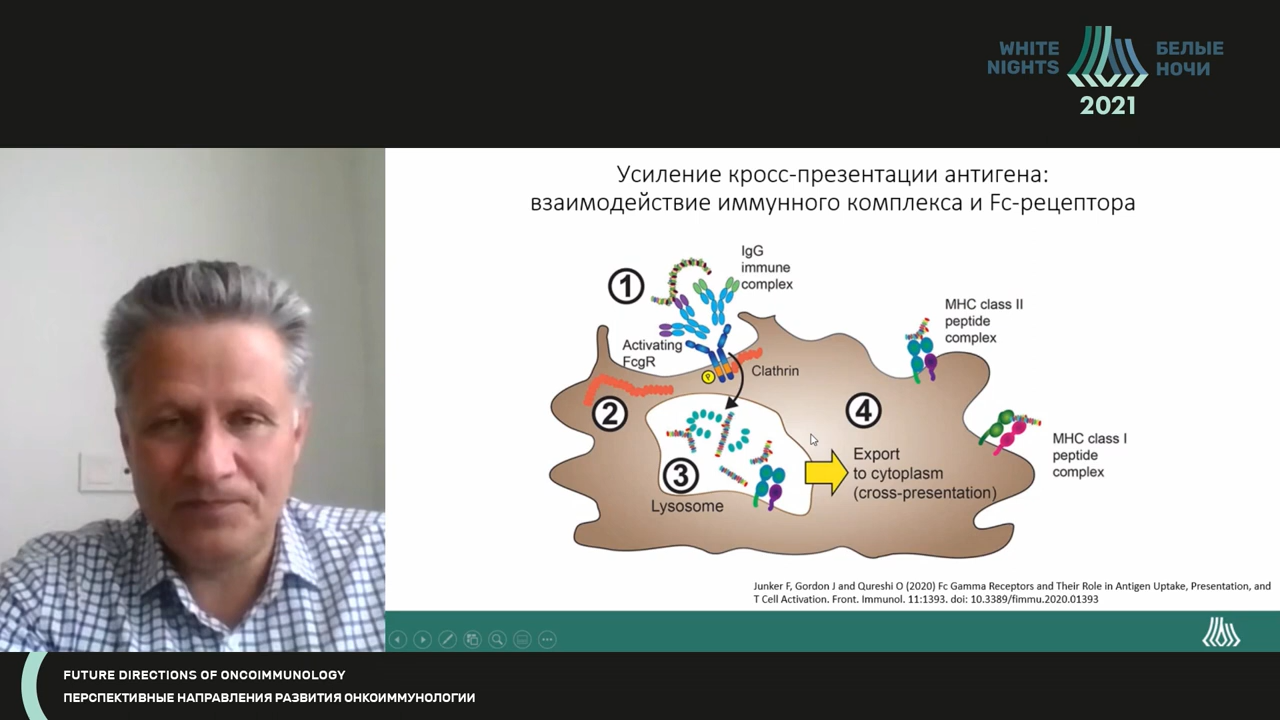 WHITE
NIGHTS
БЕЛЫЕ
НОЧИ
2021
Усиление кросс-презентации антигена:
взаимодействие иммунного комплекса и Fc-рецептора
1
IgG
immune
complex
Activating
FcgR
P
Clathrin
MHC class II
peptide
complex
2
3
Lysosome
4
Export
to cytoplasm
(cross-presentation)
MHC class I
peptide
complex
Junker F, Gordon J and Qureshi O (2020) Fc Gamma Receptors and Their Role in Antigen Uptake, Presentation, and
T Cell Activation. Front. Immunol. 11:1393. doi: 10.3389/fimmu.2020.01393
FUTURE DIRECTIONS OF ONCOIMMUNOLOGY
ПЕРСПЕКТИВНЫЕ НАПРАВЛЕНИЯ РАЗВИТИЯ ОНКОИММУНОЛОГИИ